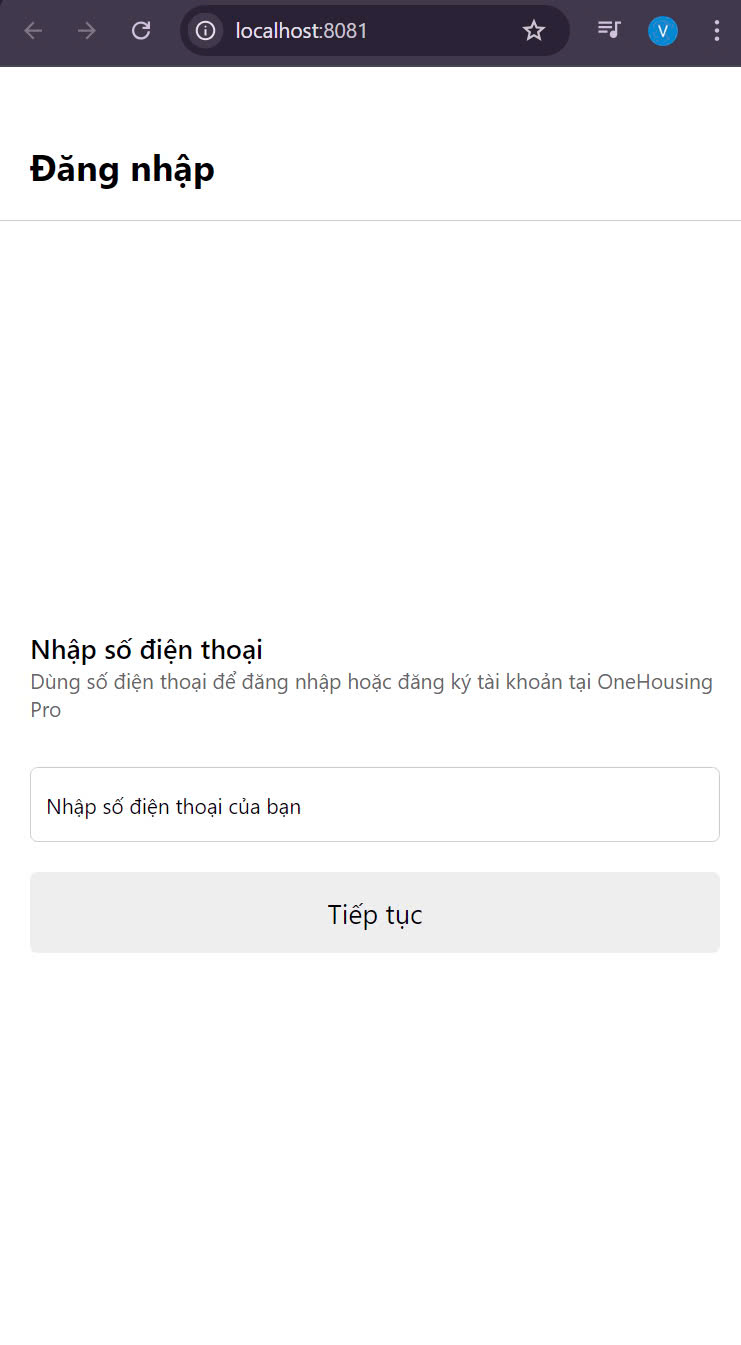 localhost:8081
V
Đăng nhập
Nhập số điện thoại
Dùng số điện thoại để đăng nhập hoặc đăng ký tài khoản tại OneHousing
Pro
Nhập số điện thoại của bạn
Tiếp tục